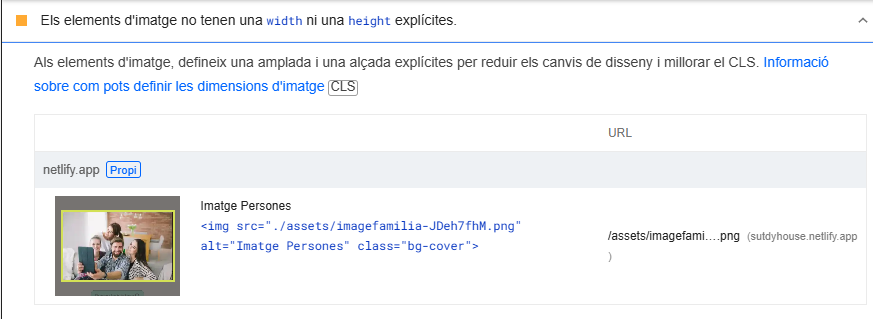 Els elements d'imatge no tenen una width ni una height explícites.
Als elements d'imatge, defineix una amplada i una alçada explícites per reduir els canvis de disseny i millorar el CLS. Informació
sobre com pots definir les dimensions d'imatge CLS
URL
netlify.app Propi
Imatge Persones
<img src="./assets/imagefamilia-JDeh7fhM.png"
alt="Imatge Persones" class="bg-cover">
/assets/imagefami….png (sutdyhouse.netlify.app
)